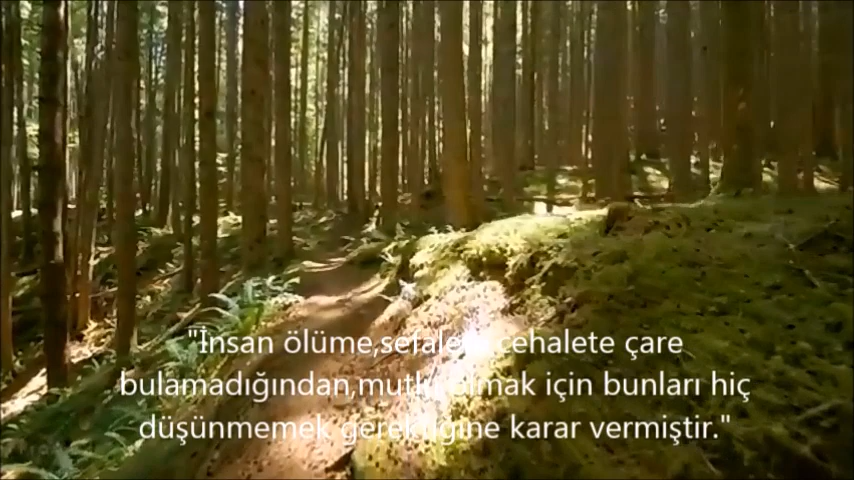 "İnsan ölüme,sefalete, cehalete çare
bulamadığından,mutlu olmak için bunları hiç
düşünmemek gerektiğine karar vermiştir."